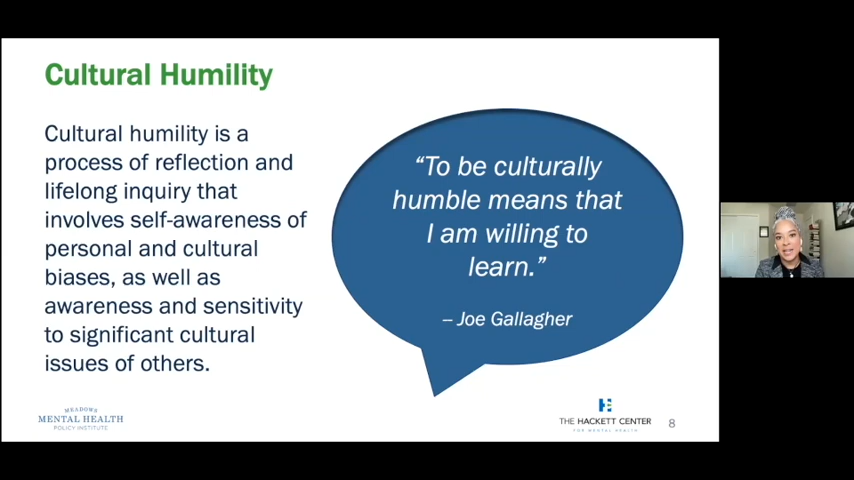 Cultural Humility
Cultural humility is a
process of reflection and
lifelong inquiry that
involves self-awareness of
personal and cultural
biases, as well as
awareness and sensitivity
to significant cultural
issues of others.
“To be culturally
humble means that
I am willing to
learn.”
– Joe Gallagher
MEADOWS
MENTAL HEALTH
POLICY INSTITUTE
THE HACKETT CENTER
FOR MENTAL HEALTH
8